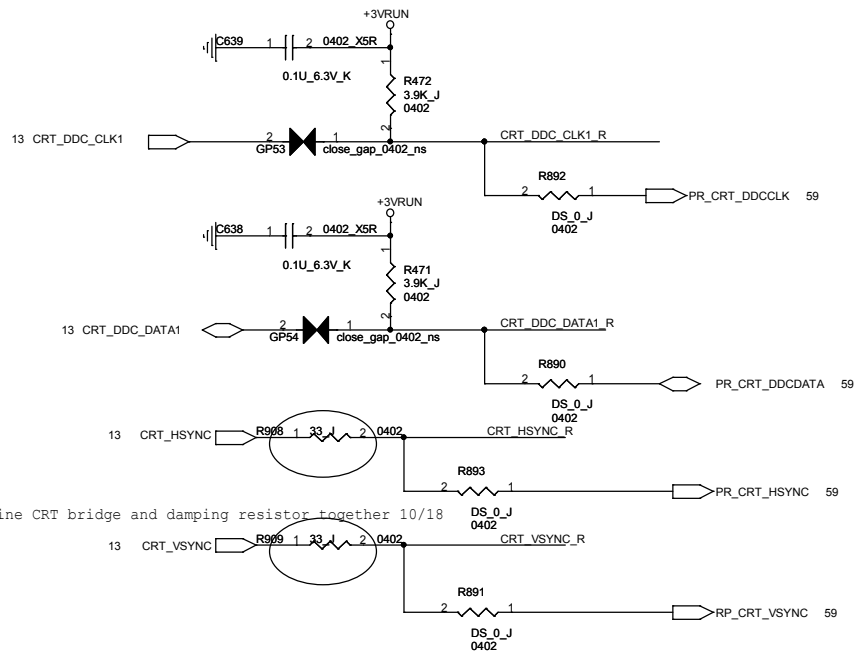 +3VRUN
C639 1 2 0402_X5R
0.1U_6.3V_K
1
R472
3.9K_J
0402
2
13 CRT_DDC_CLK1
2 1
GP53 close_gap_0402_ns
CRT_DDC_CLK1_R
R892
2 1
DS_0_J
0402
PR_CRT_DDCCLK 59
+3VRUN
C638 1 2 0402_X5R
0.1U_6.3V_K
1
R471
3.9K_J
0402
2
13 CRT_DDC_DATA1
2 1
GP54 close_gap_0402_ns
CRT_DDC_DATA1_R
R890
2 1
DS_0_J
0402
PR_CRT_DDCDATA 59
13 CRT_HSYNC
R908 1 33_J 2 0402
CRT_HSYNC_R
R893
2 1
DS_0_J
0402
PR_CRT_HSYNC 59
ine CRT bridge and damping resistor together 10/18
13 CRT_VSYNC
R909 1 33_J 2 0402
CRT_VSYNC_R
R891
2 1
DS_0_J
0402
RP_CRT_VSYNC 59